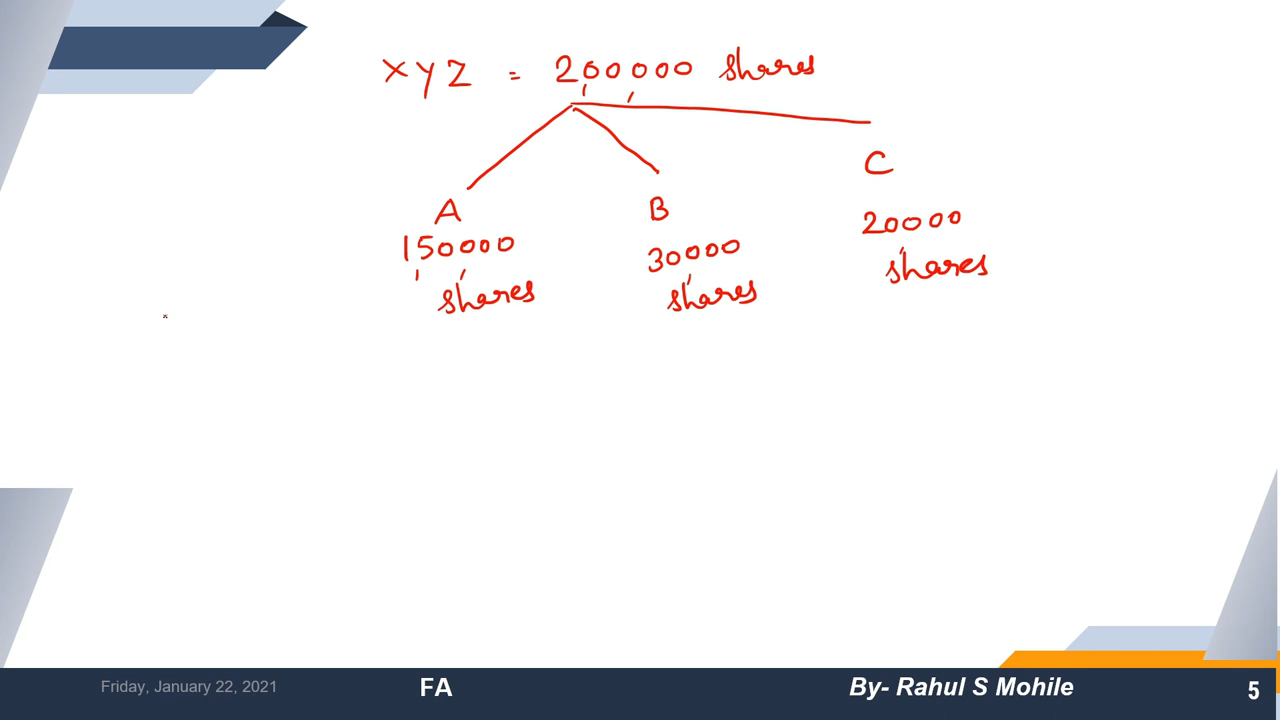 XYZ = 200000 shares
A
150000
shares
B
30000
shares
C
20000
shares
Friday, January 22, 2021
FA
By- Rahul S Mohile
5